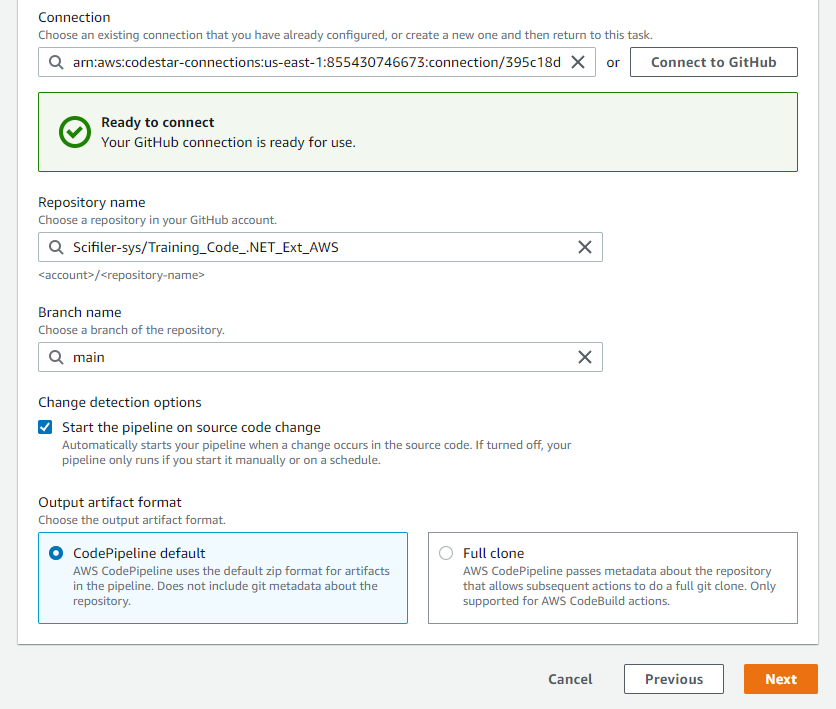 Connection
Choose an existing connection that you have already configured, or create a new one and then return to this task.
arn:aws:codestar-connections:us-east-1:855430746673:connection/395c18d or Connect to GitHub
Ready to connect
Your GitHub connection is ready for use.
Repository name
Choose a repository in your GitHub account.
Scifiler-sys/Training_Code_.NET_Ext_AWS
<account>/<repository-name>
Branch name
Choose a branch of the repository.
main
Change detection options
Start the pipeline on source code change
Automatically starts your pipeline when a change occurs in the source code. If turned off, your
pipeline only runs if you start it manually or on a schedule.
Output artifact format
Choose the output artifact format.
CodePipeline default
AWS CodePipeline uses the default zip format for artifacts
in the pipeline. Does not include git metadata about the
repository.
Full clone
AWS CodePipeline passes metadata about the repository
that allows subsequent actions to do a full git clone. Only
supported for AWS CodeBuild actions.
Cancel Previous Next